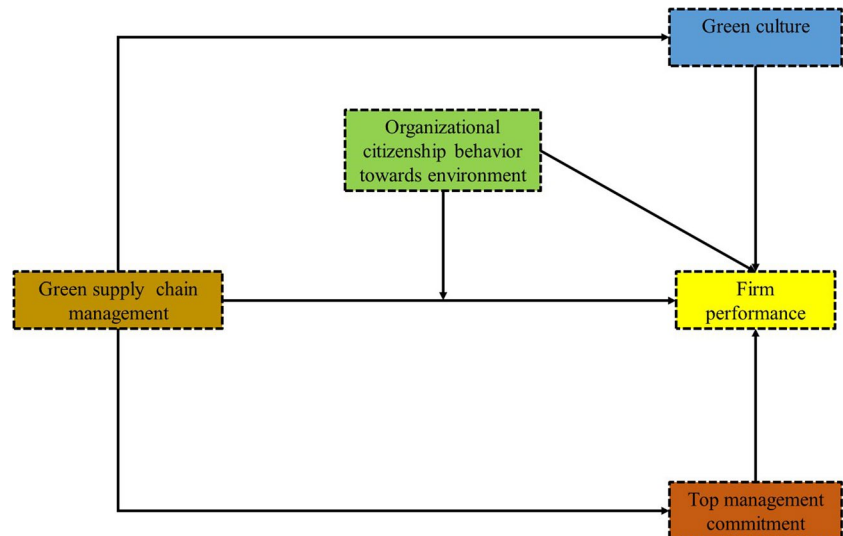 Green culture
Organizational
citizenship behavior
towards environment
Green supply chain
management
Firm
performance
Top management
commitment